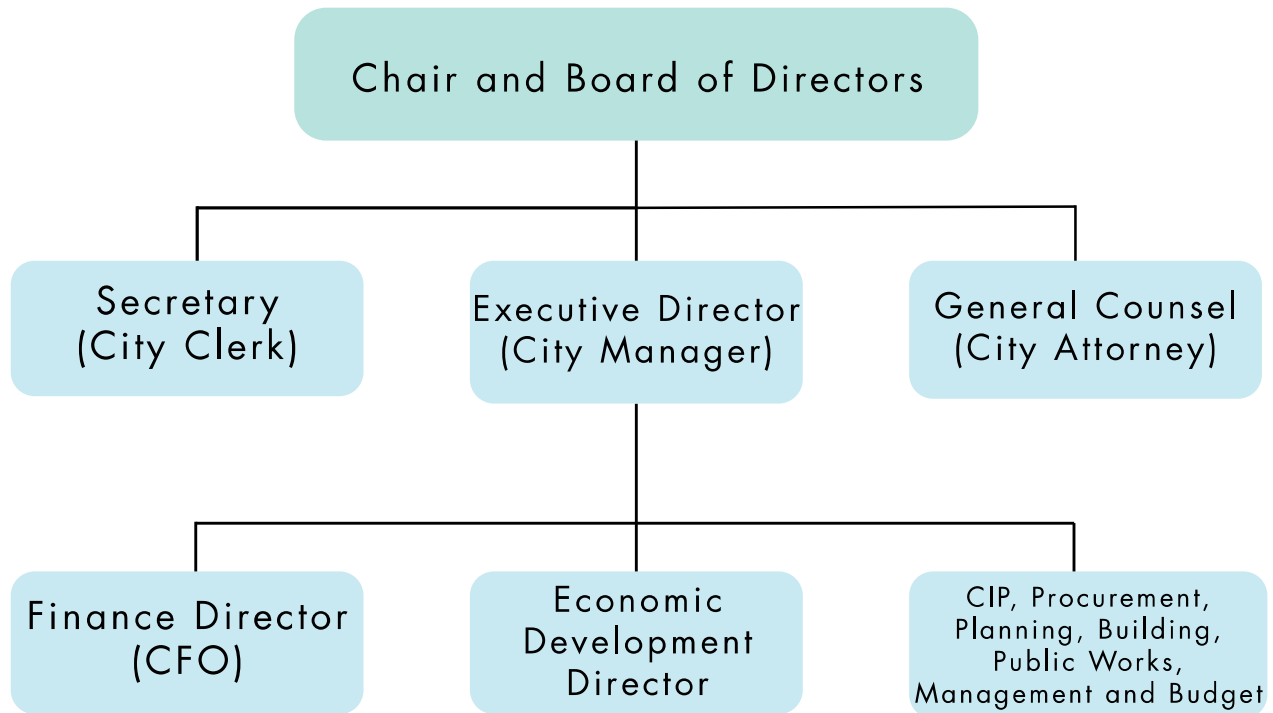 Chair and Board of Directors
Secretary
(City Clerk)
Executive Director
(City Manager)
General Counsel
(City Attorney)
Finance Director
(CFO)
Economic
Development
Director
CIP, Procurement,
Planning, Building,
Public Works,
Management and Budget